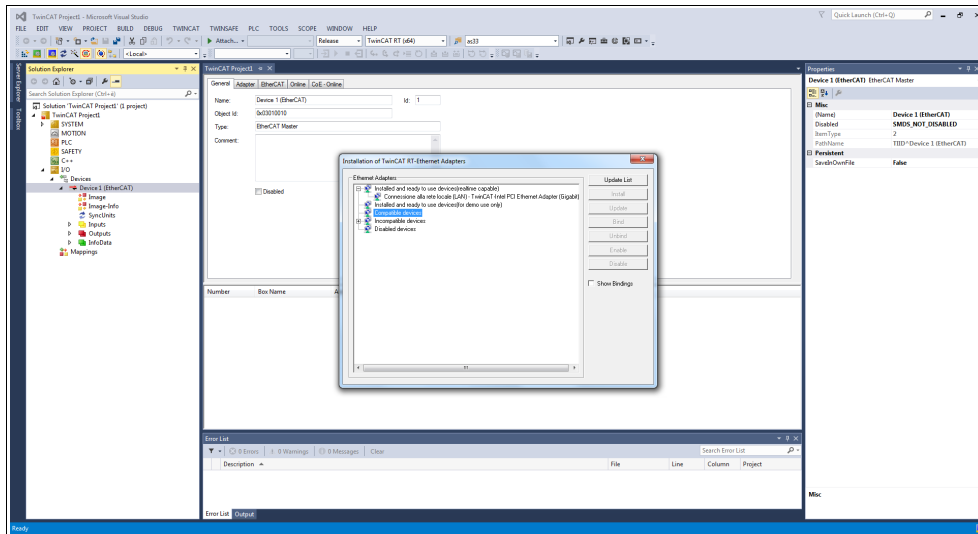 TwinCAT Project1 - Microsoft Visual Studio
Quick Launch (Ctrl+Q)
FILE EDIT VIEW PROJECT BUILD DEBUG TWINCAT TWINSAFE PLC TOOLS SCOPE WINDOW HELP
Attach... Release TwinCAT RT (x64) as33
<Local>
Server Explorer
Toolbox
Solution Explorer
Search Solution Explorer (Ctrl+è)
Solution 'TwinCAT Project1' (1 project)
TwinCAT Project1
SYSTEM
MOTION
PLC
SAFETY
C++
I/O
Devices
Device 1 (EtherCAT)
Image
Image-Info
SyncUnits
Inputs
Outputs
InfoData
Mappings
TwinCAT Project1
General Adapter EtherCAT Online CoE - Online
Name: Device 1 (EtherCAT) Id: 1
Object Id: 0x03010010
Type: EtherCAT Master
Comment:
Disabled
Number Box Name
Installation of TwinCAT RT-Ethernet Adapters
Ethernet Adapters
Installed and ready to use devices(realtime capable)
Connessione alla rete locale (LAN) - TwinCAT-Intel PCI Ethernet Adapter (Gigabit)
Installed and ready to use devices(for demo use only)
Compatible devices
Incompatible devices
Disabled devices
Update List
Install
Update
Bind
Unbind
Enable
Disable
Show Bindings
Error List
0 Errors 0 Warnings 0 Messages Clear
Search Error List
Description File Line Column Project
Error List Output
Properties
Device 1 (EtherCAT) EtherCAT Master
Misc
(Name) Device 1 (EtherCAT)
Disabled SMDS_NOT_DISABLED
ItemType 2
PathName TIID^Device 1 (EtherCAT)
Persistent
SaveInOwnFile False
Misc
Ready